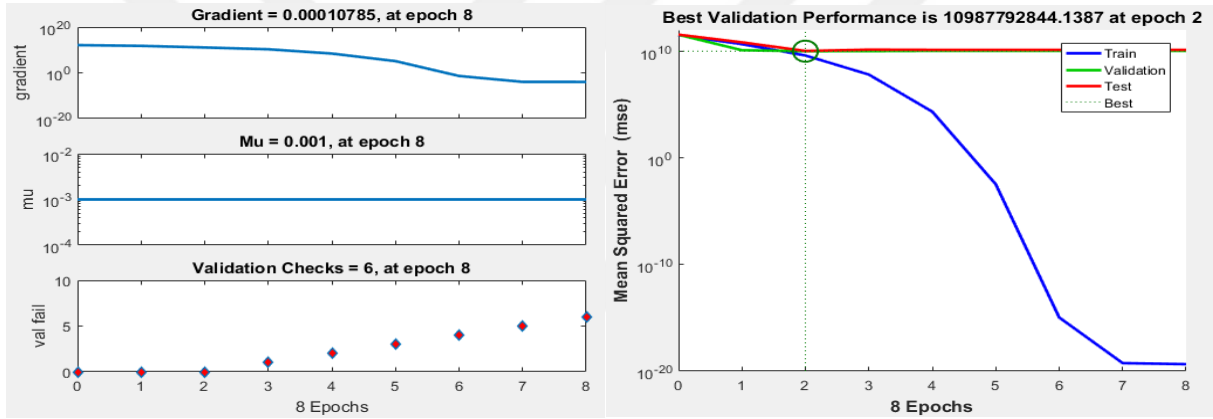 Gradient = 0.00010785, at epoch 8
10^20
10^0
10^-20
gradient
Mu = 0.001, at epoch 8
10^-2
10^-3
10^-4
mu
Validation Checks = 6, at epoch 8
10
5
0
val fail
0 1 2 3 4 5 6 7 8
8 Epochs
Best Validation Performance is 10987792844.1387 at epoch 2
10^10
10^0
10^-10
10^-20
Mean Squared Error (mse)
Train
Validation
Test
Best
0 1 2 3 4 5 6 7 8
8 Epochs